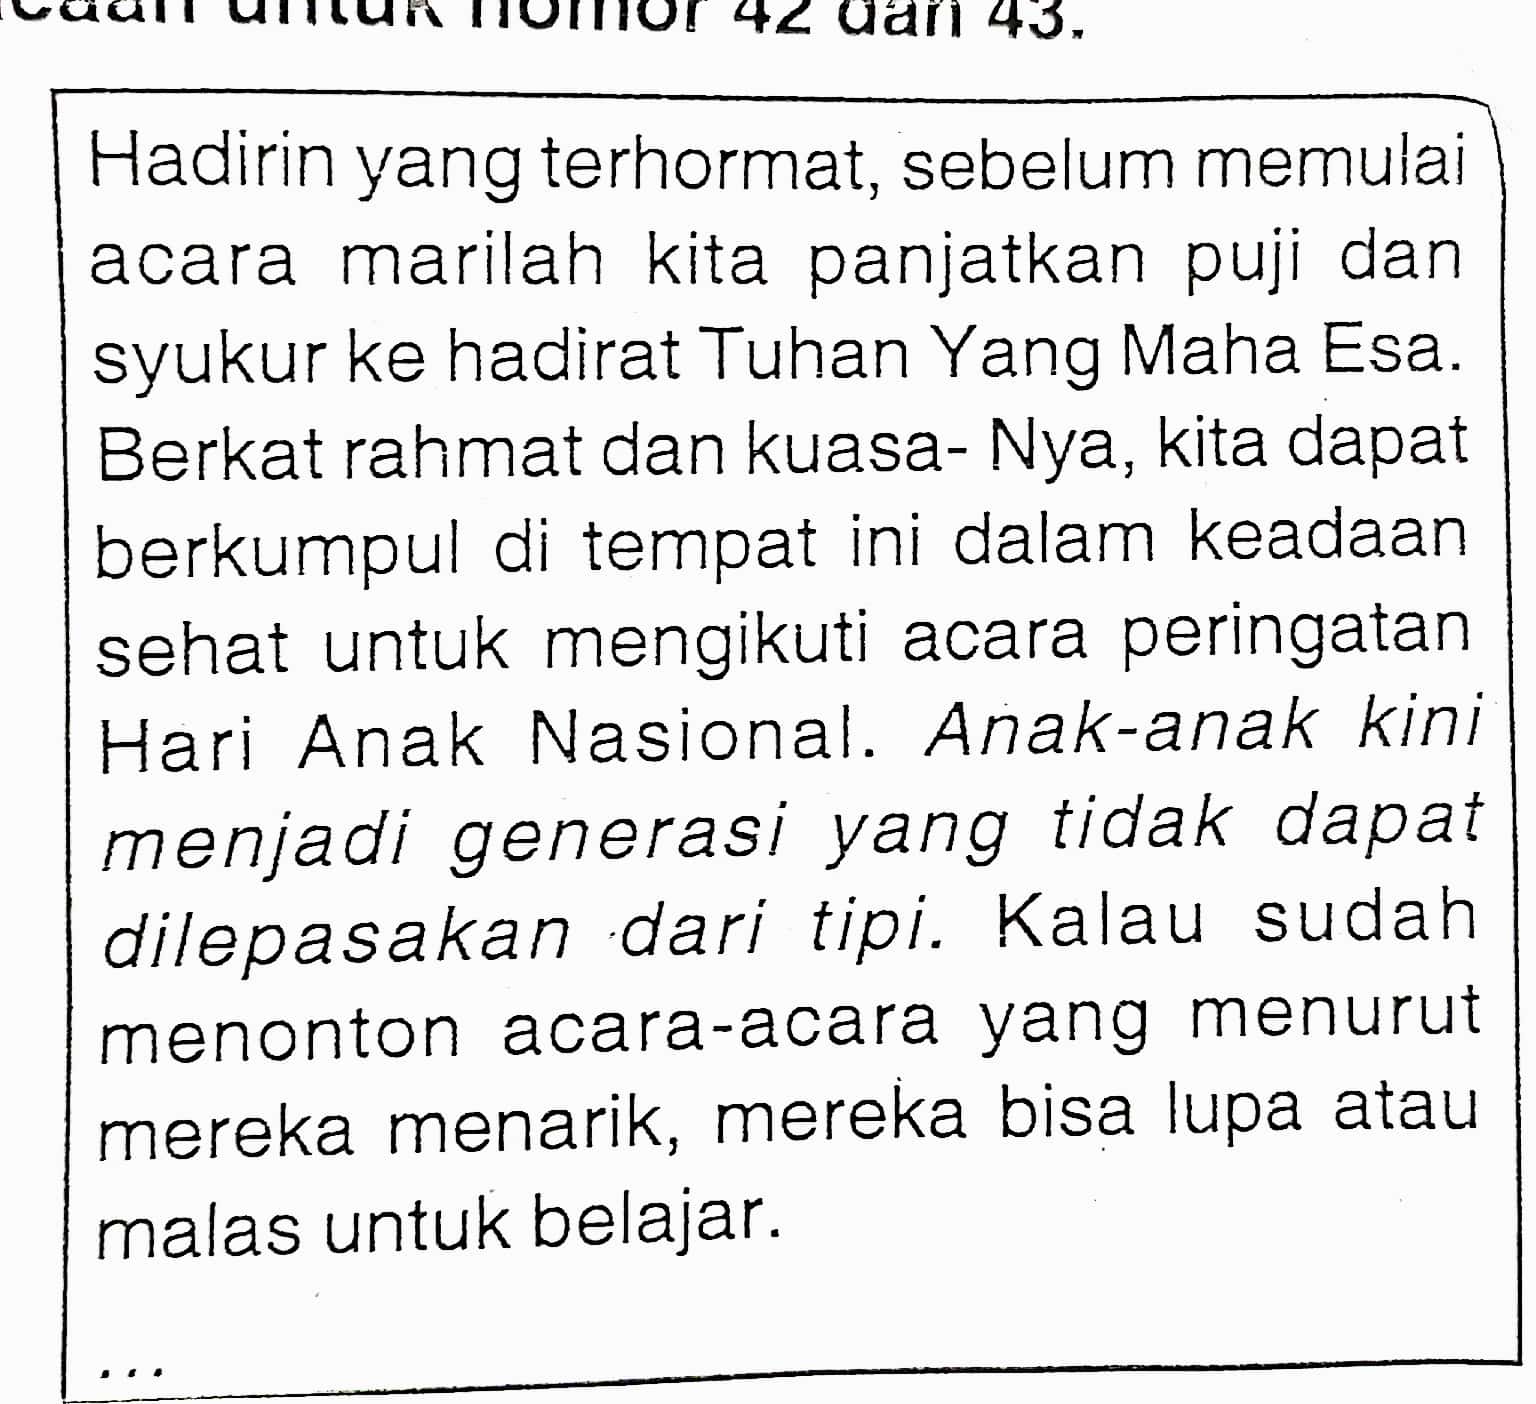 untuk nomor 42 dan 43.
Hadirin yang terhormat, sebelum memulai
acara marilah kita panjatkan puji dan
syukur ke hadirat Tuhan Yang Maha Esa.
Berkat rahmat dan kuasa- Nya, kita dapat
berkumpul di tempat ini dalam keadaan
sehat untuk mengikuti acara peringatan
Hari Anak Nasional. Anak-anak kini
menjadi generasi yang tidak dapat
dilepasakan dari tipi. Kalau sudah
menonton acara-acara yang menurut
mereka menarik, mereka bisa lupa atau
malas untuk belajar.
...